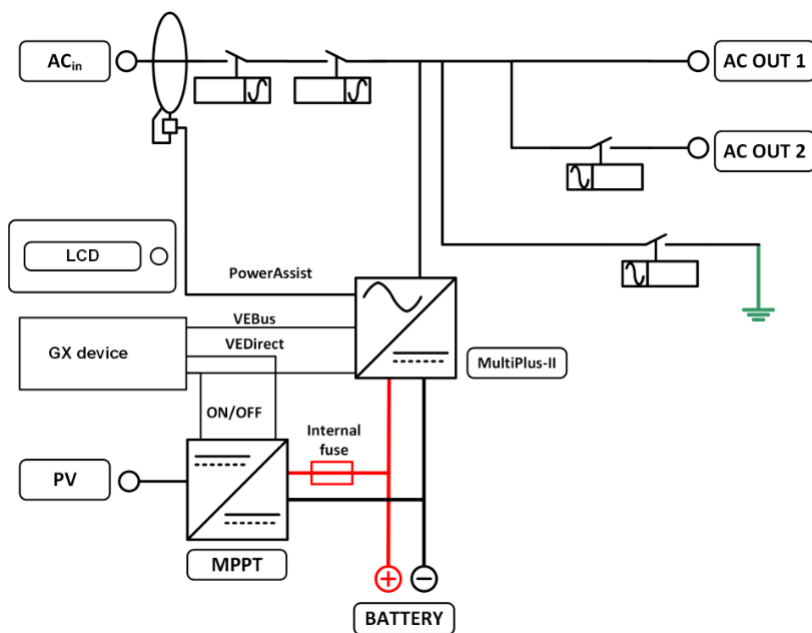 ACin
AC OUT 1
AC OUT 2
LCD
PowerAssist
VEBus
GX device
VEDirect
MultiPlus-II
ON/OFF
Internal
fuse
PV
MPPT
BATTERY